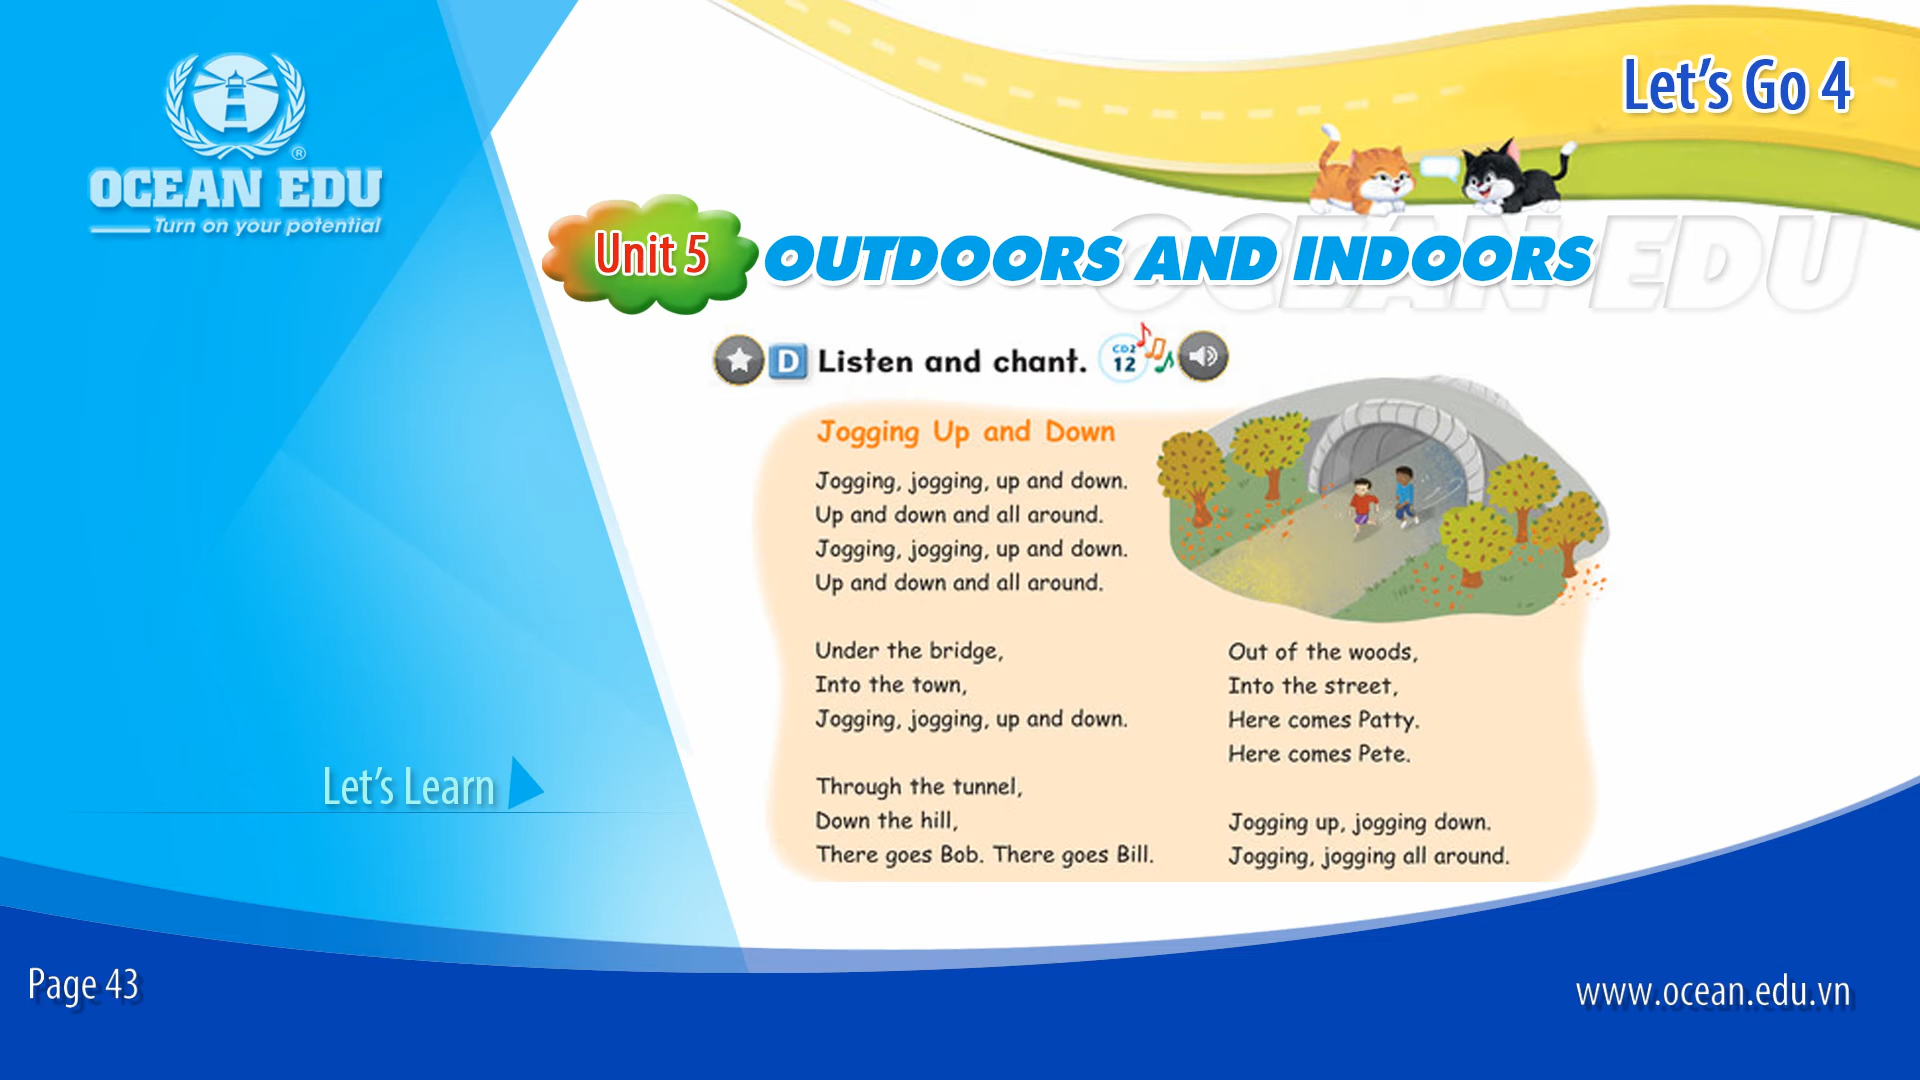 OCEAN EDU
®
Turn on your potential
Let's Go 4
OCEAN EDU
Unit 5
OUTDOORS AND INDOORS
D Listen and chant.
CD2
12
Jogging Up and Down
Jogging, jogging, up and down.
Up and down and all around.
Jogging, jogging, up and down.
Up and down and all around.
Under the bridge,
Into the town,
Jogging, jogging, up and down.
Through the tunnel,
Down the hill,
There goes Bob. There goes Bill.
Out of the woods,
Into the street,
Here comes Patty.
Here comes Pete.
Jogging up, jogging down.
Jogging, jogging all around.
Let's Learn
Page 43
www.ocean.edu.vn